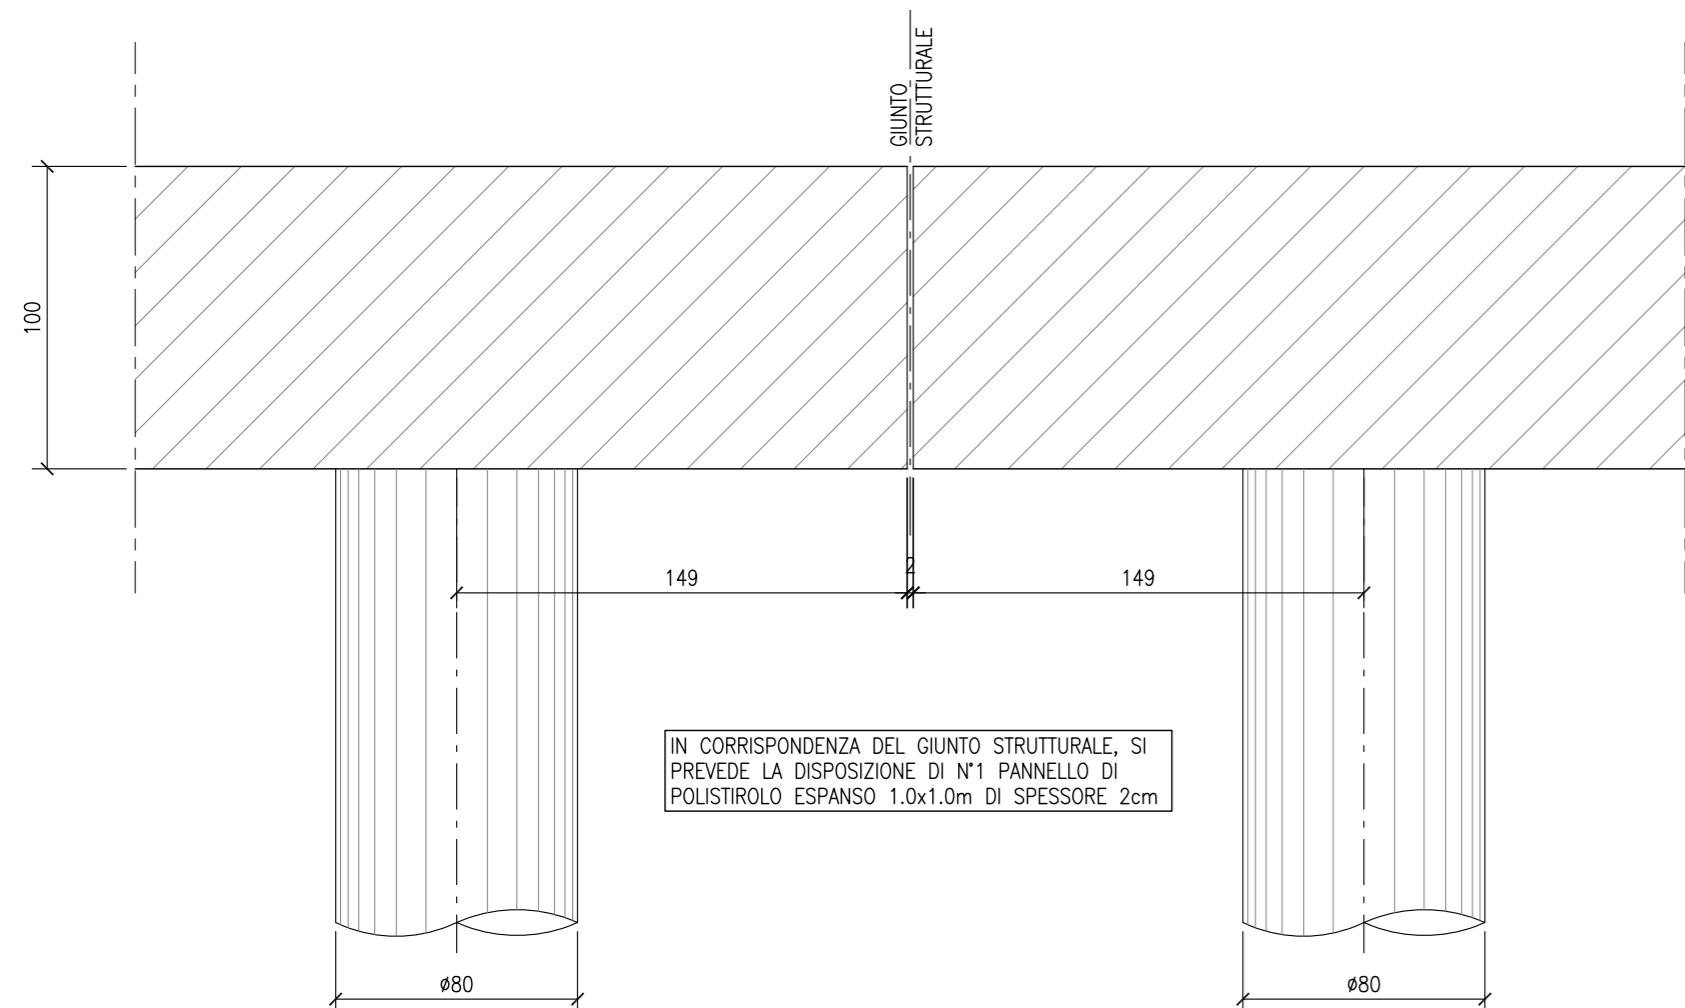 GIUNTO
STRUTTURALE
100
149
2
149
IN CORRISPONDENZA DEL GIUNTO STRUTTURALE, SI
PREVEDE LA DISPOSIZIONE DI N°1 PANNELLO DI
POLISTIROLO ESPANSO 1.0x1.0m DI SPESSORE 2cm
ø80
ø80